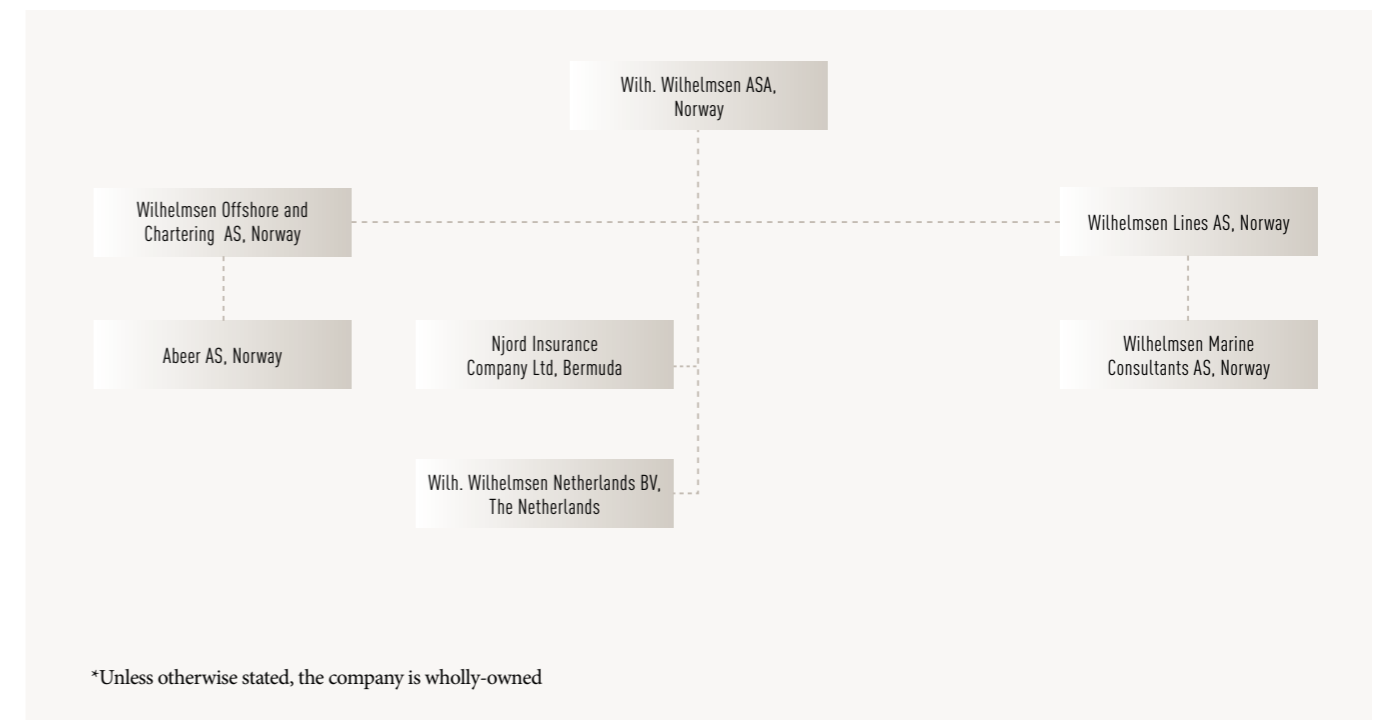 Wilh. Wilhelmsen ASA,
Norway
Wilhelmsen Offshore and
Chartering AS, Norway
Wilhelmsen Lines AS, Norway
Abeer AS, Norway
Njord Insurance
Company Ltd, Bermuda
Wilhelmsen Marine
Consultants AS, Norway
Wilh. Wilhelmsen Netherlands BV,
The Netherlands
*Unless otherwise stated, the company is wholly-owned